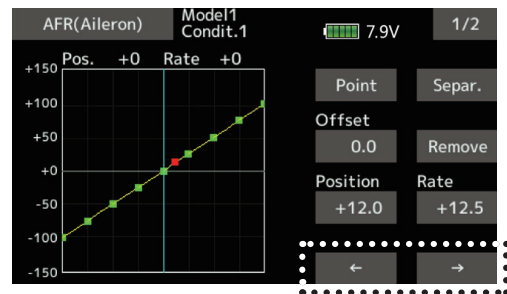 AFR(Aileron)
Model1
Condit.1
7.9V
1/2
Pos. +0 Rate +0
+150
+100
+50
+0
-50
-100
-150
Point
Separ.
Offset
0.0
Remove
Position
Rate
+12.0
+12.5
← →